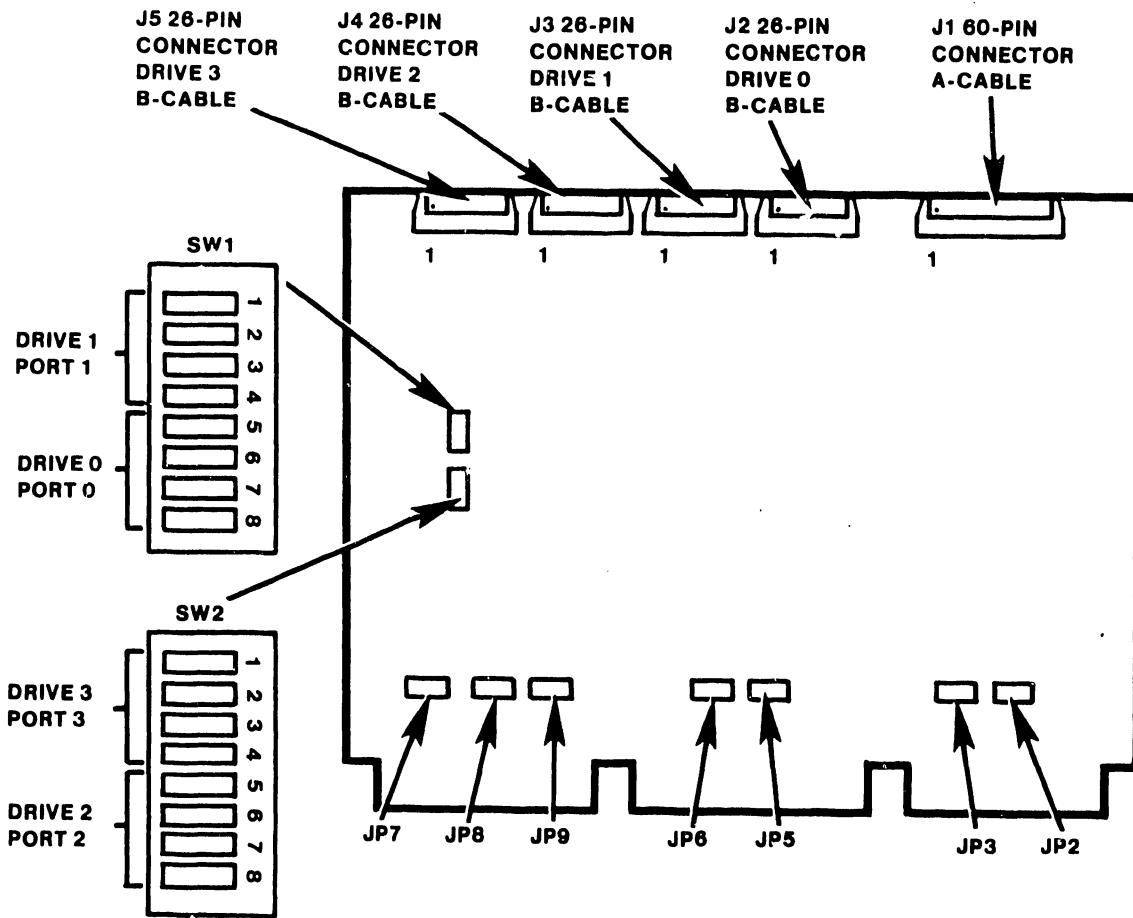 J5 26-PIN
CONNECTOR
DRIVE 3
B-CABLE
J4 26-PIN
CONNECTOR
DRIVE 2
B-CABLE
J3 26-PIN
CONNECTOR
DRIVE 1
B-CABLE
J2 26-PIN
CONNECTOR
DRIVE 0
B-CABLE
J1 60-PIN
CONNECTOR
A-CABLE
1
1
1
1
1
SW1
DRIVE 1
PORT 1
DRIVE 0
PORT 0
1
2
3
4
5
6
7
8
SW2
DRIVE 3
PORT 3
DRIVE 2
PORT 2
1
2
3
4
5
6
7
8
JP7
JP8
JP9
JP6
JP5
JP3
JP2